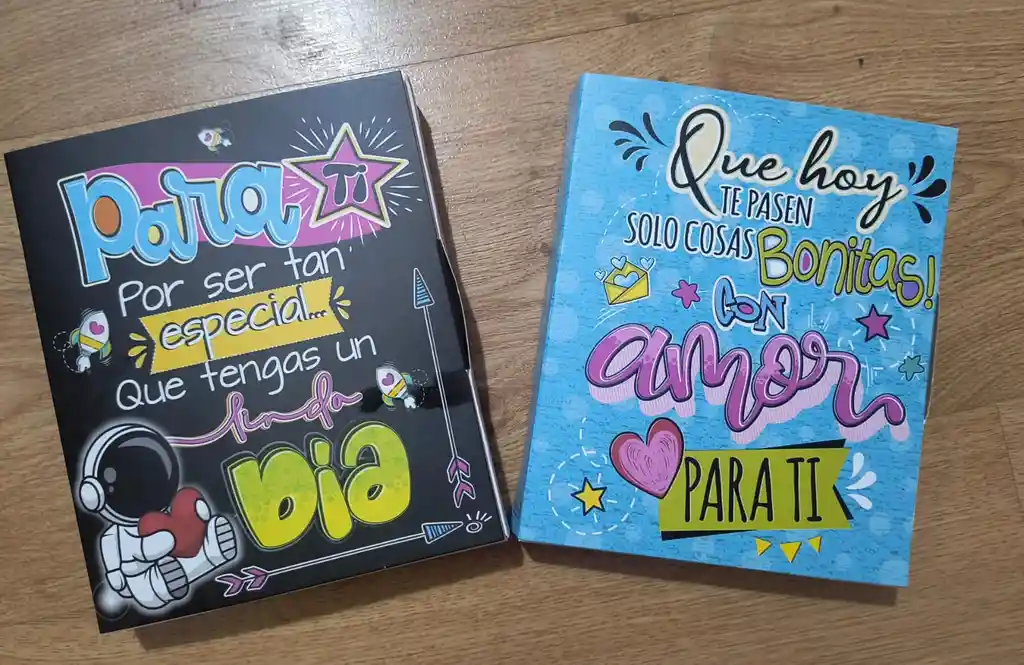 Para TI
Por ser tan
especial...
Que tengas un
linda
Dia
Que hoy
TE PASEN
SOLO COSAS Bonitas!
CON
amor
PARA TI